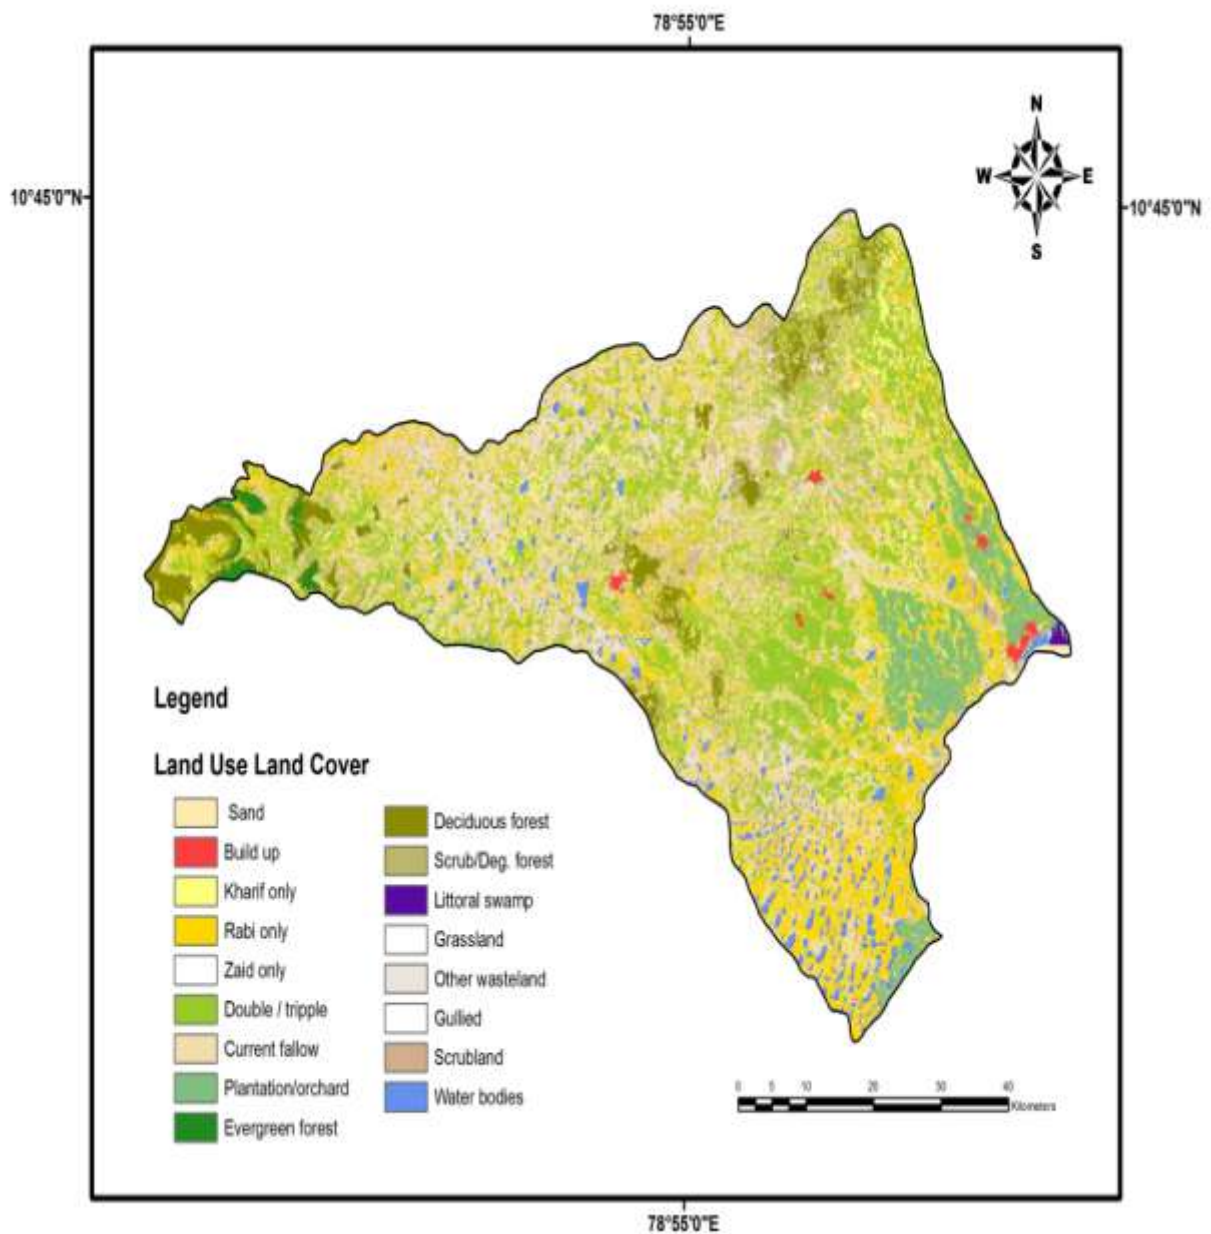 78°55'0"E
N
W E
S
10°45'0"N
10°45'0"N
Legend
Land Use Land Cover
Sand
Build up
Kharif only
Rabi only
Zaid only
Double / tripple
Current fallow
Plantation/orchard
Evergreen forest
Deciduous forest
Scrub/Deg. forest
Littoral swamp
Grassland
Other wasteland
Gullied
Scrubland
Water bodies
0 5 10 20 30 40
Kilometers
78°55'0"E